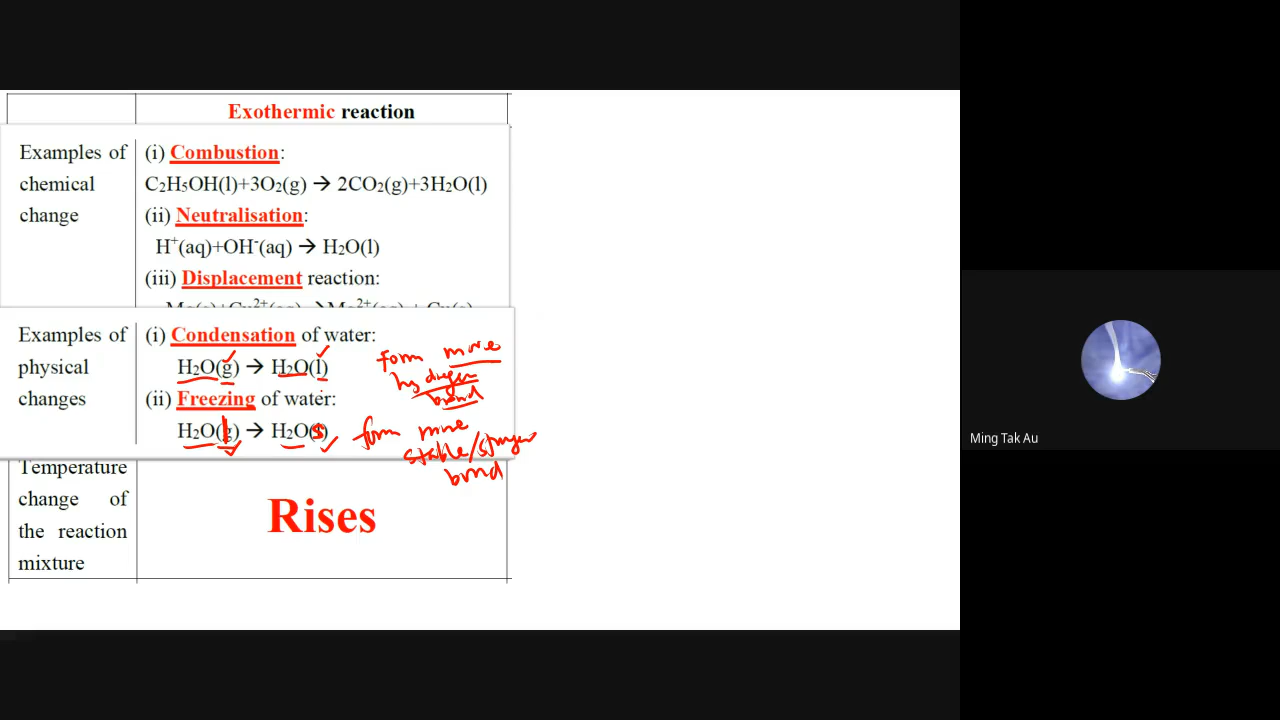 Exothermic reaction
Examples of chemical change
(i) Combustion:
C₂H₅OH(l)+3O₂(g) → 2CO₂(g)+3H₂O(l)
(ii) Neutralisation:
H⁺(aq)+OH⁻(aq) → H₂O(l)
(iii) Displacement reaction:
Examples of physical changes
(i) Condensation of water:
H₂O(g) → H₂O(l)
form more
hydrogen
bond
(ii) Freezing of water:
H₂O(l) → H₂O(s)
form more
stable/stronger
bond
Temperature change of the reaction mixture
Rises
Ming Tak Au